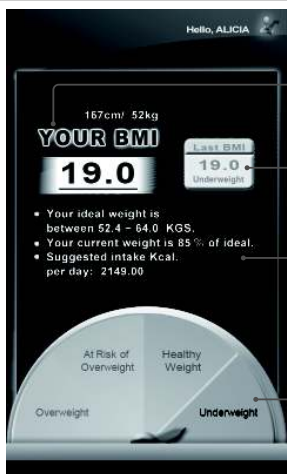 Hello, ALICIA
167cm/ 52kg
YOUR BMI
19.0
Last BMI
19.0
Underweight
Your ideal weight is
between 52.4 – 64.0 KGS.
Your current weight is 85 % of ideal.
Suggested intake Kcal.
per day: 2149.00
At Risk of
Overweight
Healthy
Weight
Overweight
Underweight